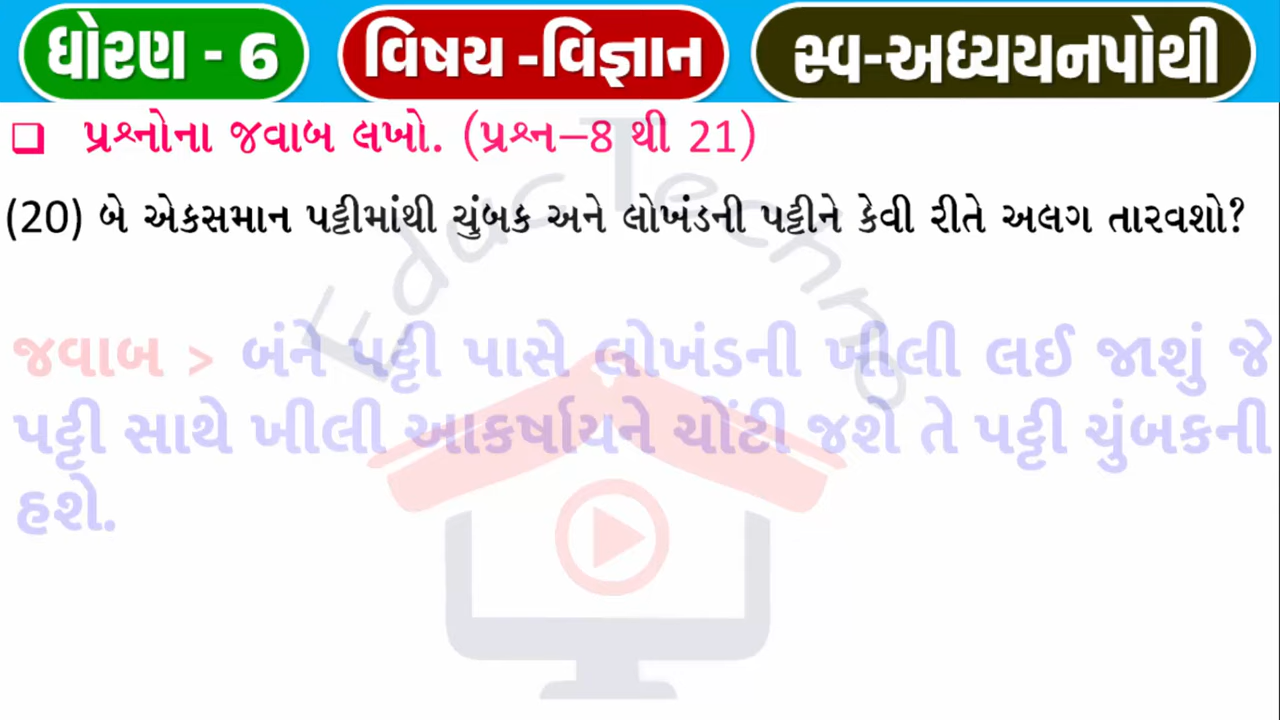 ધોરણ - 6 વિષય -વિજ્ઞાન સ્વ-અધ્યયનપોથી
❑ પ્રશ્નોના જવાબ લખો. (પ્રશ્ન–8 થી 21)
(20) બે એકસમાન પટ્ટીમાંથી ચુંબક અને લોખંડની પટ્ટીને કેવી રીતે અલગ તારવશો?
EducTechno
જવાબ > બંને પટ્ટી પાસે લોખંડની ખીલી લઈ જાશું જે
પટ્ટી સાથે ખીલી આકર્ષાયને ચોંટી જશે તે પટ્ટી ચુંબકની
હશે.